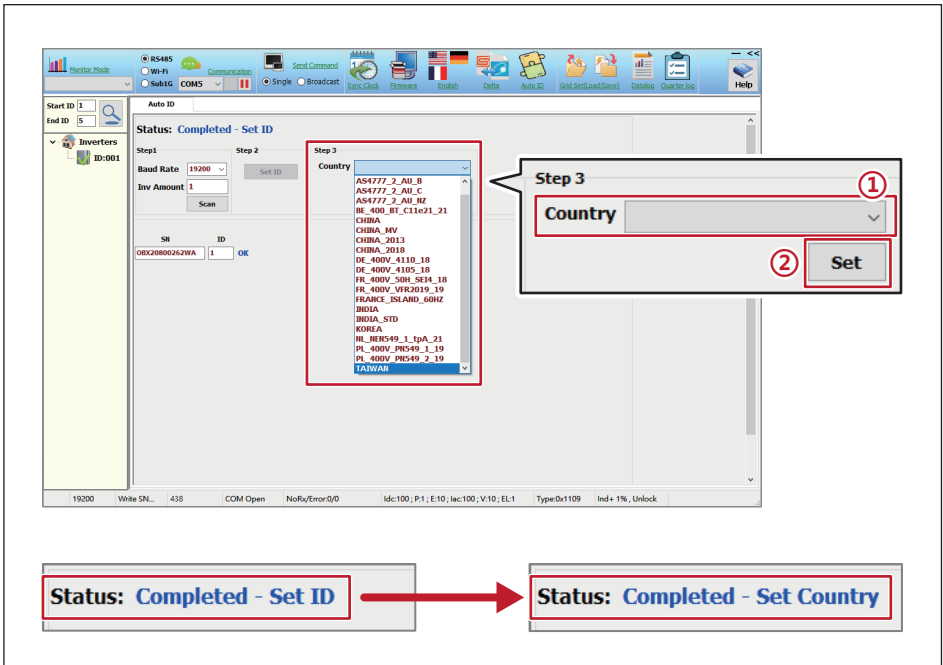 Monitor Mode
RS485
Wi-Fi
Sub1G COM5
Communication
Send Command
Single Broadcast
Sync Clock
Firmware
English
Delta
Auto ID
Grid Set(Load/Save)
Datalog
Quarter log
— <<
Help
Start ID 1
End ID 5
Inverters
ID:001
Auto ID
Status: Completed - Set ID
Step1
Step 2
Step 3
Baud Rate 19200
Set ID
Country
Inv Amount 1
Scan
SN ID
OBX20800262WA 1 OK
AS4777_2_AU_B
AS4777_2_AU_C
AS4777_2_AU_NZ
BE_400_BT_C11e21_21
CHINA
CHINA_MV
CHINA_2013
CHINA_2018
DE_400V_4110_18
DE_400V_4105_18
FR_400V_50H_SEI4_18
FR_400V_VFR2019_19
FRANCE_ISLAND_60HZ
INDIA
INDIA_STD
KOREA
NL_NEN549_1_tpA_21
PL_400V_PN549_1_19
PL_400V_PN549_2_19
TAIWAN
Step 3
①
Country
② Set
19200 Write SN... 438 COM Open NoRx/Error:0/0 Idc:100 ; P:1 ; E:10 ; Iac:100 ; V:10 ; EL:1 Type:0x1109 Ind+ 1% , Unlock
Status: Completed - Set ID
Status: Completed - Set Country